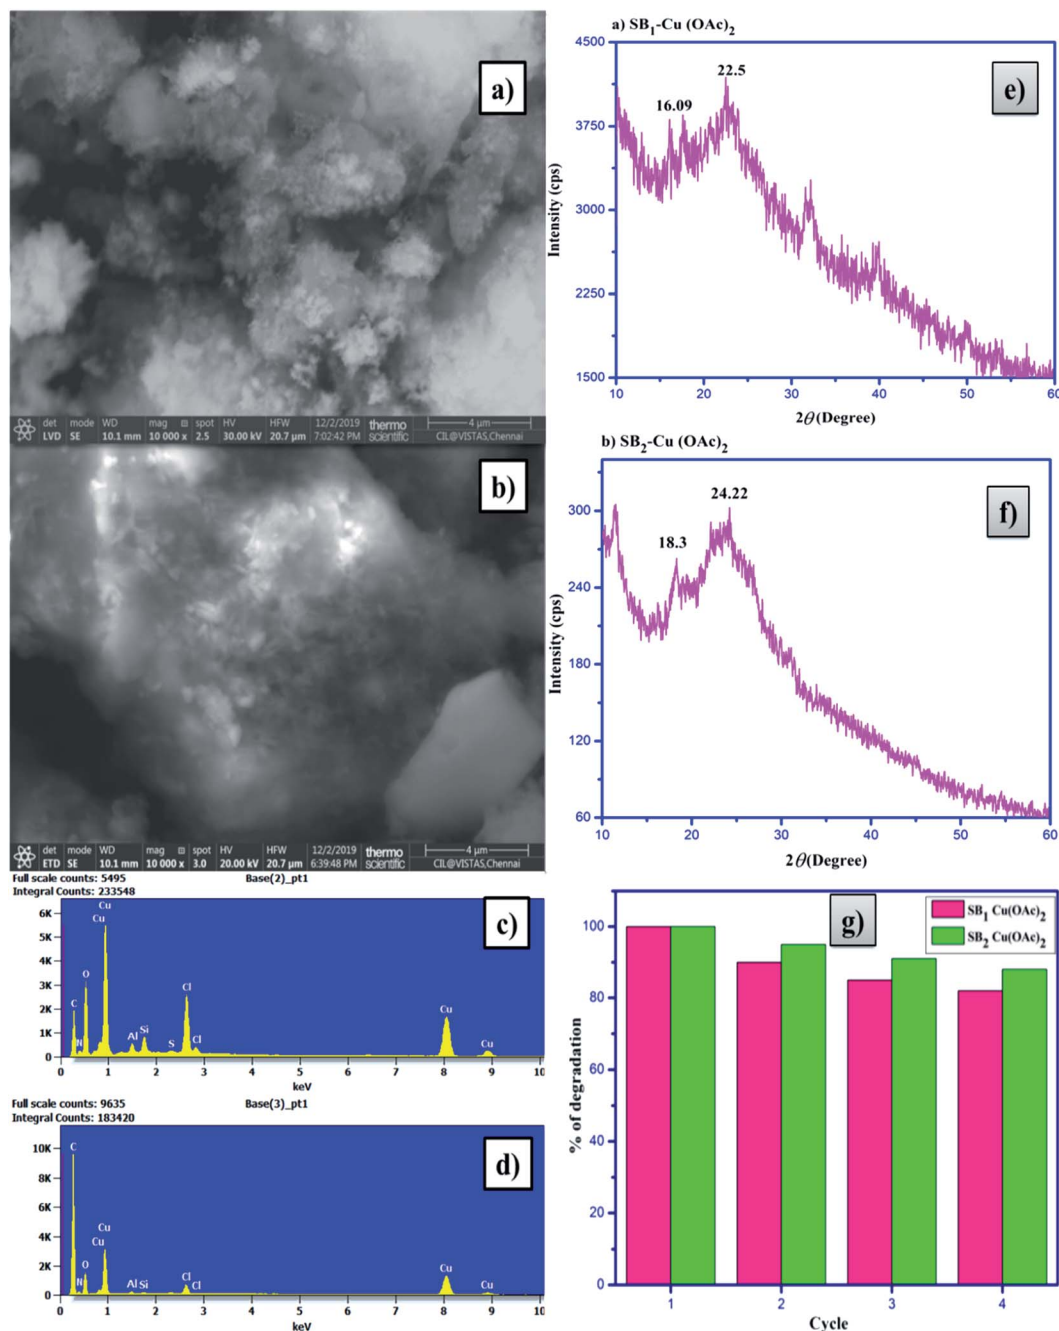 a)
det mode WD mag spot HV HFW 12/2/2019 thermo 4 μm
LVD SE 10.1 mm 10 000 x 2.5 30.00 kV 20.7 μm 7:02:42 PM scientific CIL@VISTAS,Chennai
b)
det mode WD mag spot HV HFW 12/2/2019 thermo 4 μm
ETD SE 10.1 mm 10 000 x 3.0 20.00 kV 20.7 μm 6:39:48 PM scientific CIL@VISTAS,Chennai
Full scale counts: 5495 Base(2)_pt1
Integral Counts: 233548
c)
6K
5K
4K
3K
2K
1K
0
C
N
O
Cu
Cu
Al
Si
S
Cl
Cl
Cu
Cu
0 1 2 3 4 5 6 7 8 9 10
keV
Full scale counts: 9635 Base(3)_pt1
Integral Counts: 183420
d)
10K
8K
6K
4K
2K
0
C
N
O
Cu
Cu
Al
Si
Cl
Cl
Cu
Cu
0 1 2 3 4 5 6 7 8 9 10
keV
a) SB1-Cu (OAc)2
e)
Intensity (cps)
4500
3750
3000
2250
1500
16.09
22.5
10 20 30 40 50 60
2θ(Degree)
b) SB2-Cu (OAc)2
f)
Intensity (cps)
300
240
180
120
60
18.3
24.22
10 20 30 40 50 60
2θ(Degree)
g)
SB1 Cu(OAc)2
SB2 Cu(OAc)2
% of degradation
100
80
60
40
20
0
1 2 3 4
Cycle